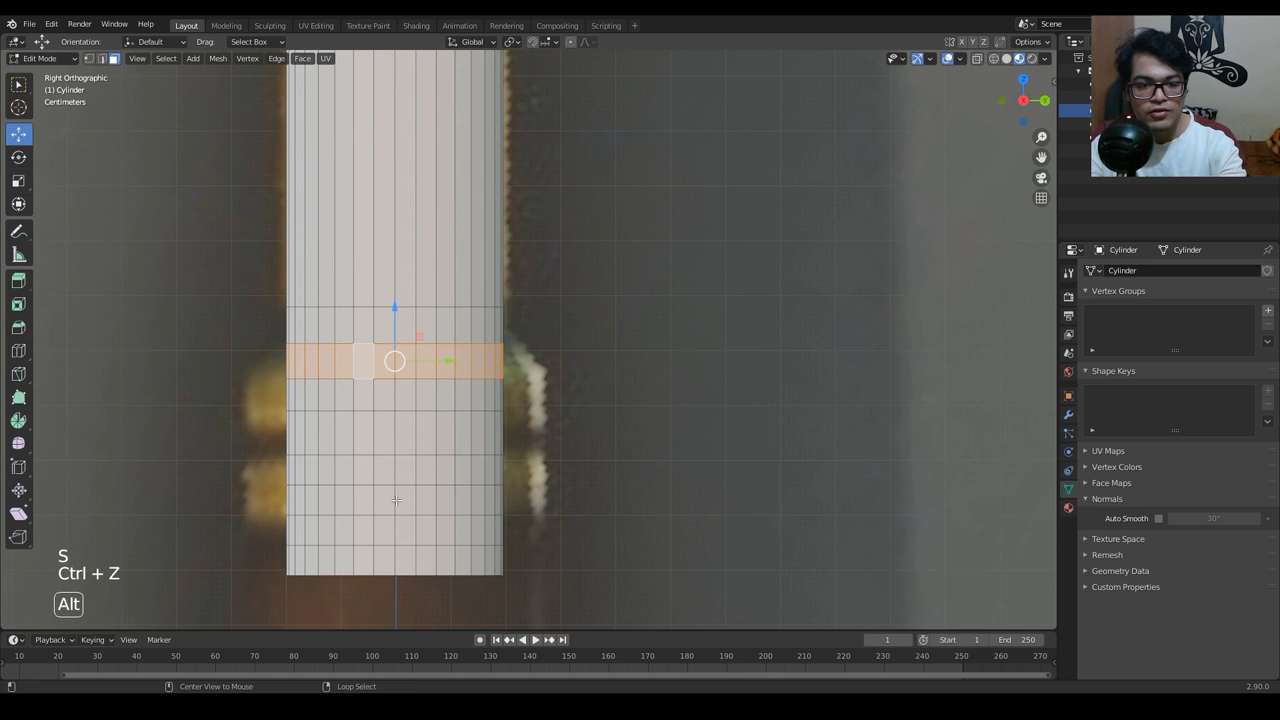 File Edit Render Window Help Layout Modeling Sculpting UV Editing Texture Paint Shading Animation Rendering Compositing Scripting + Scene
Orientation: Default Drag: Select Box Global X Y Z Options
Edit Mode View Select Add Mesh Vertex Edge Face UV
Right Orthographic
(1) Cylinder
Centimeters
Z
X
Y
Cylinder Cylinder
Cylinder
Vertex Groups
Shape Keys
UV Maps
Vertex Colors
Face Maps
Normals
Auto Smooth 30°
Texture Space
Remesh
Geometry Data
Custom Properties
S
Ctrl + Z
Alt
Playback Keying View Marker 1 Start 1 End 250
10 20 30 40 50 60 70 80 90 100 110 120 130 140 150 160 170 180 190 200 210 220 230 240 250 260 270
Center View to Mouse Loop Select 2.90.0